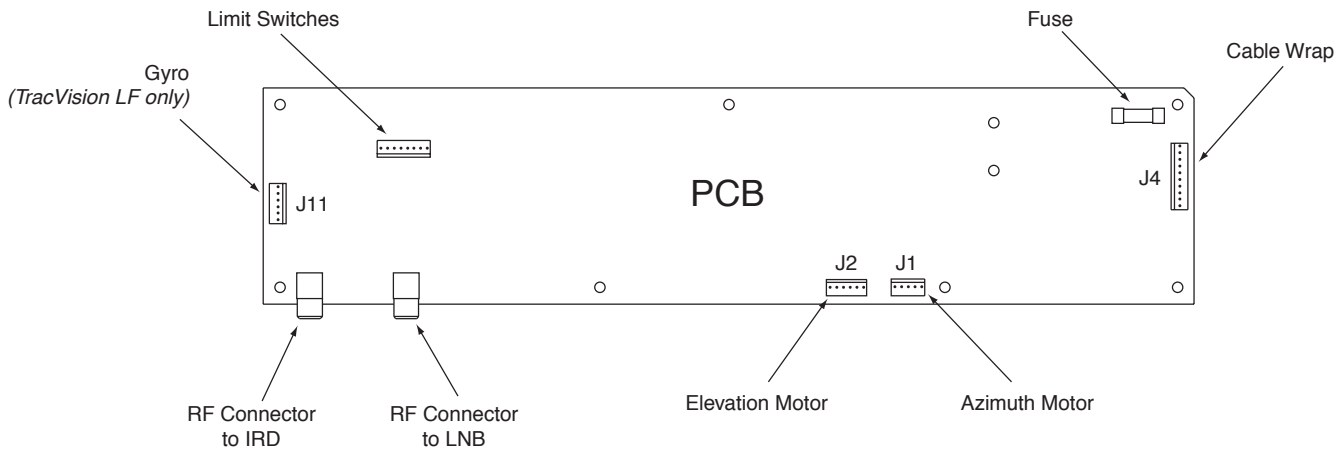 Limit Switches
Fuse
Cable Wrap
Gyro
(TracVision LF only)
J11
PCB
J4
J2
J1
RF Connector
to IRD
RF Connector
to LNB
Elevation Motor
Azimuth Motor